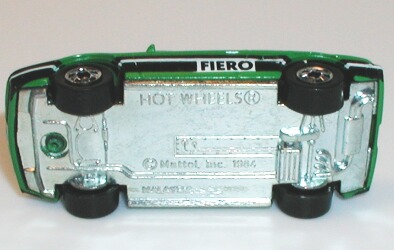 FIERO
HOT WHEELS®
© Mattel, Inc. 1984